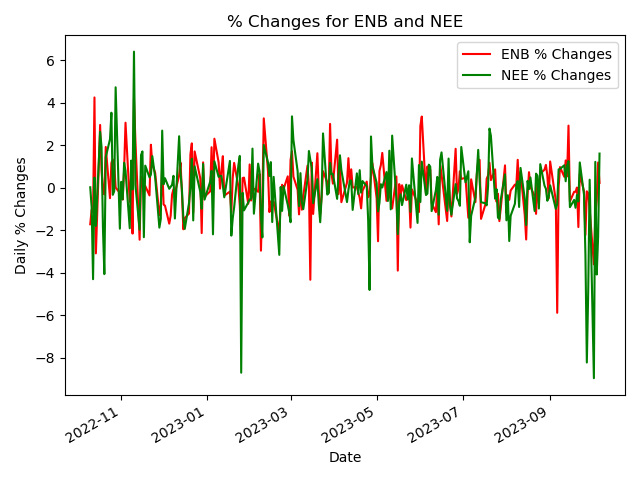 % Changes for ENB and NEE
ENB % Changes
NEE % Changes
Daily % Changes
6
4
2
0
−2
−4
−6
−8
2022-11
2023-01
2023-03
2023-05
2023-07
2023-09
Date